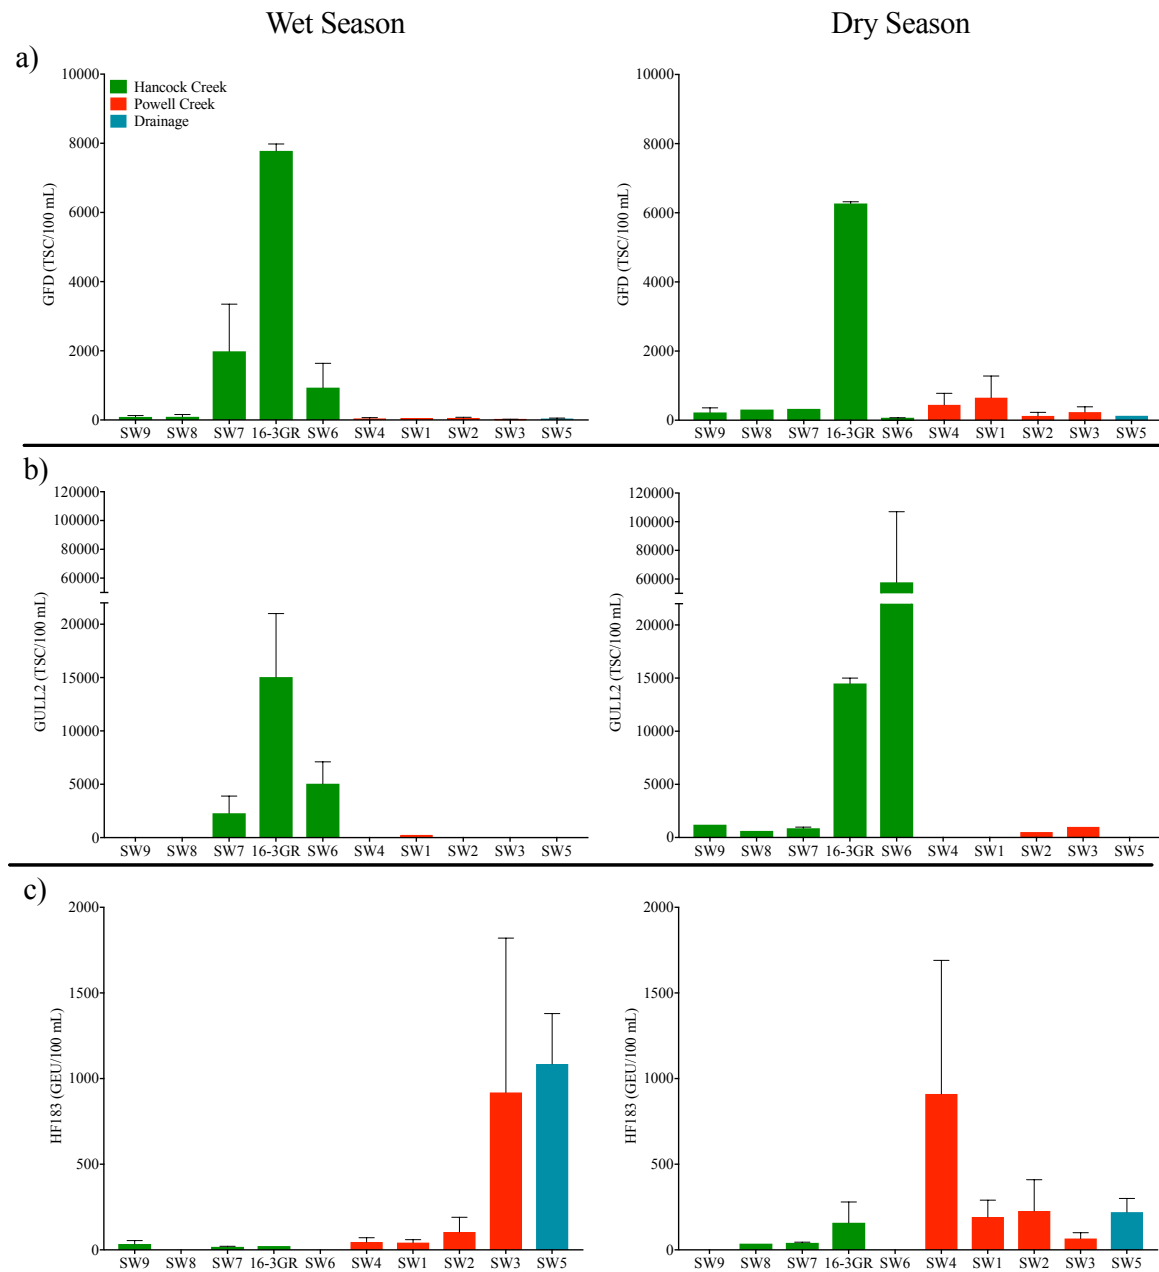 Wet Season
Dry Season
a)
10000
8000
6000
4000
2000
0
GFD (TSC/100 mL)
Hancock Creek
Powell Creek
Drainage
SW9 SW8 SW7 16-3GR SW6 SW4 SW1 SW2 SW3 SW5
10000
8000
6000
4000
2000
0
GFD (TSC/100 mL)
SW9 SW8 SW7 16-3GR SW6 SW4 SW1 SW2 SW3 SW5
b)
120000
100000
80000
60000
20000
15000
10000
5000
0
GULL2 (TSC/100 mL)
SW9 SW8 SW7 16-3GR SW6 SW4 SW1 SW2 SW3 SW5
120000
100000
80000
60000
20000
15000
10000
5000
0
GULL2 (TSC/100 mL)
SW9 SW8 SW7 16-3GR SW6 SW4 SW1 SW2 SW3 SW5
c)
2000
1500
1000
500
0
HF183 (GEU/100 mL)
SW9 SW8 SW7 16-3GR SW6 SW4 SW1 SW2 SW3 SW5
2000
1500
1000
500
0
HF183 (GEU/100 mL)
SW9 SW8 SW7 16-3GR SW6 SW4 SW1 SW2 SW3 SW5